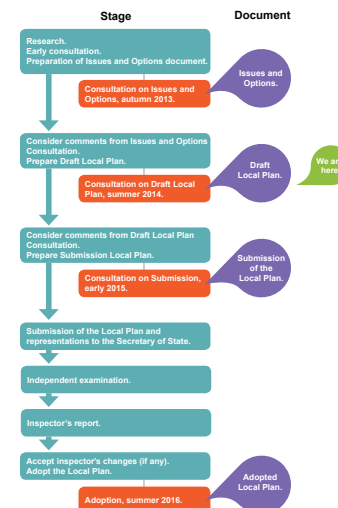 Stage
Document
Research.
Early consultation.
Preparation of Issues and Options document.
Consultation on Issues and
Options, autumn 2013.
Issues and
Options.
Consider comments from Issues and Options
Consultation.
Prepare Draft Local Plan.
Consultation on Draft Local
Plan, summer 2014.
Draft
Local Plan.
We are
here
Consider comments from Draft Local Plan
Consultation.
Prepare Submission Local Plan.
Consultation on Submission,
early 2015.
Submission
of the
Local Plan.
Submission of the Local Plan and
representations to the Secretary of State.
Independent examination.
Inspector's report.
Accept inspector's changes (if any).
Adopt the Local Plan.
Adoption, summer 2016.
Adopted
Local Plan.